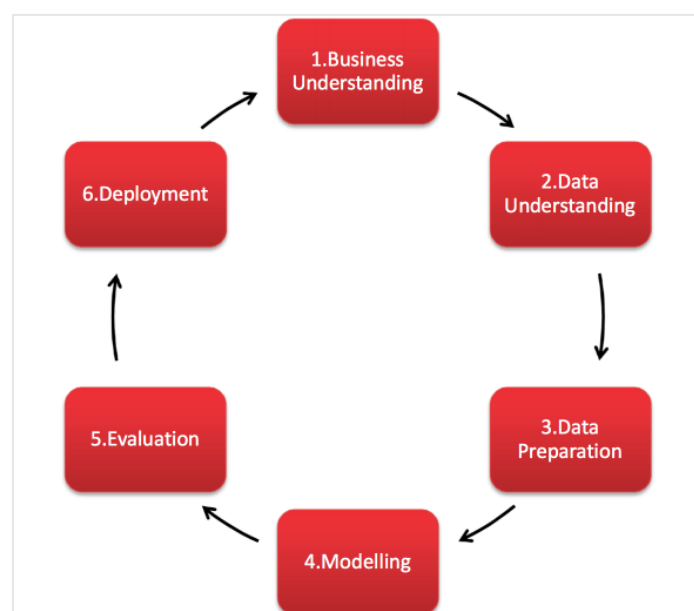 1.Business
Understanding
2.Data
Understanding
3.Data
Preparation
4.Modelling
5.Evaluation
6.Deployment